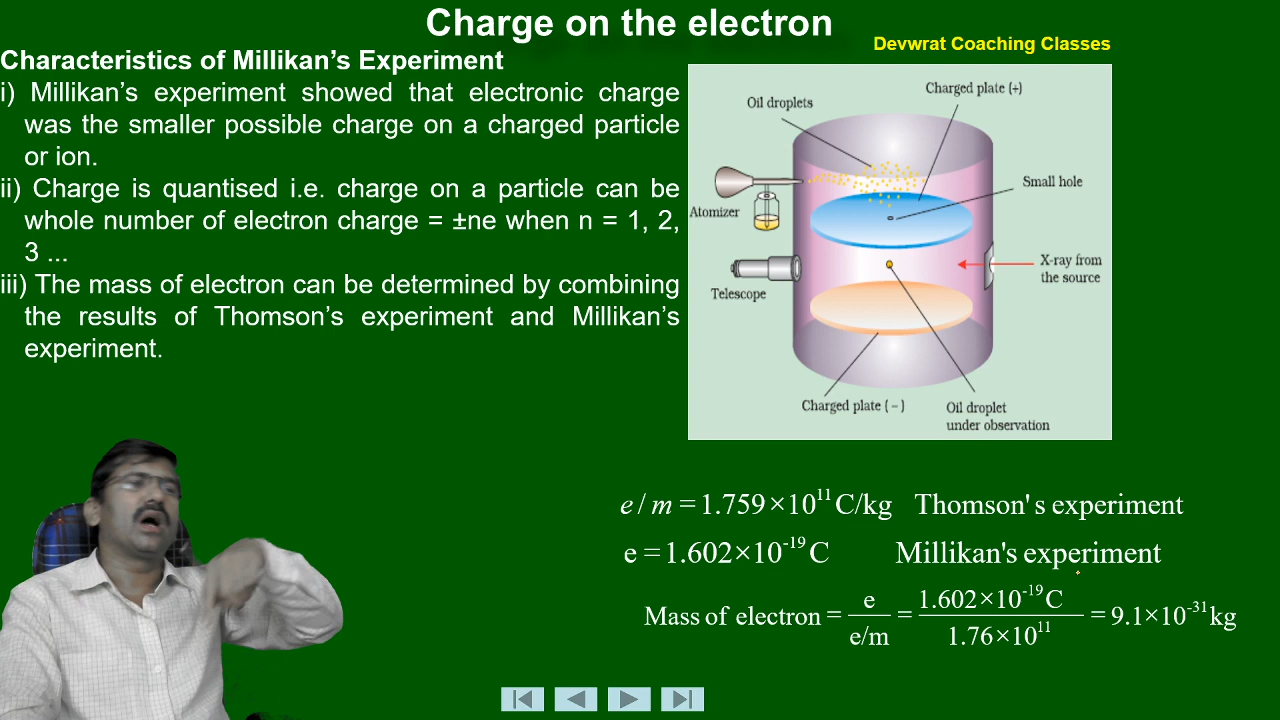 Charge on the electron
Devwrat Coaching Classes
Characteristics of Millikan’s Experiment
i) Millikan’s experiment showed that electronic charge
was the smaller possible charge on a charged particle
or ion.
ii) Charge is quantised i.e. charge on a particle can be
whole number of electron charge = ±ne when n = 1, 2,
3 ...
iii) The mass of electron can be determined by combining
the results of Thomson’s experiment and Millikan’s
experiment.
Charged plate (+)
Oil droplets
Small hole
Atomizer
X-ray from
the source
Telescope
Charged plate ( – )
Oil droplet
under observation
e / m = 1.759×10¹¹ C/kg Thomson's experiment
e = 1.602×10⁻¹⁹ C Millikan's experiment
Mass of electron = e / e/m = 1.602×10⁻¹⁹ C / 1.76×10¹¹ = 9.1×10⁻³¹ kg